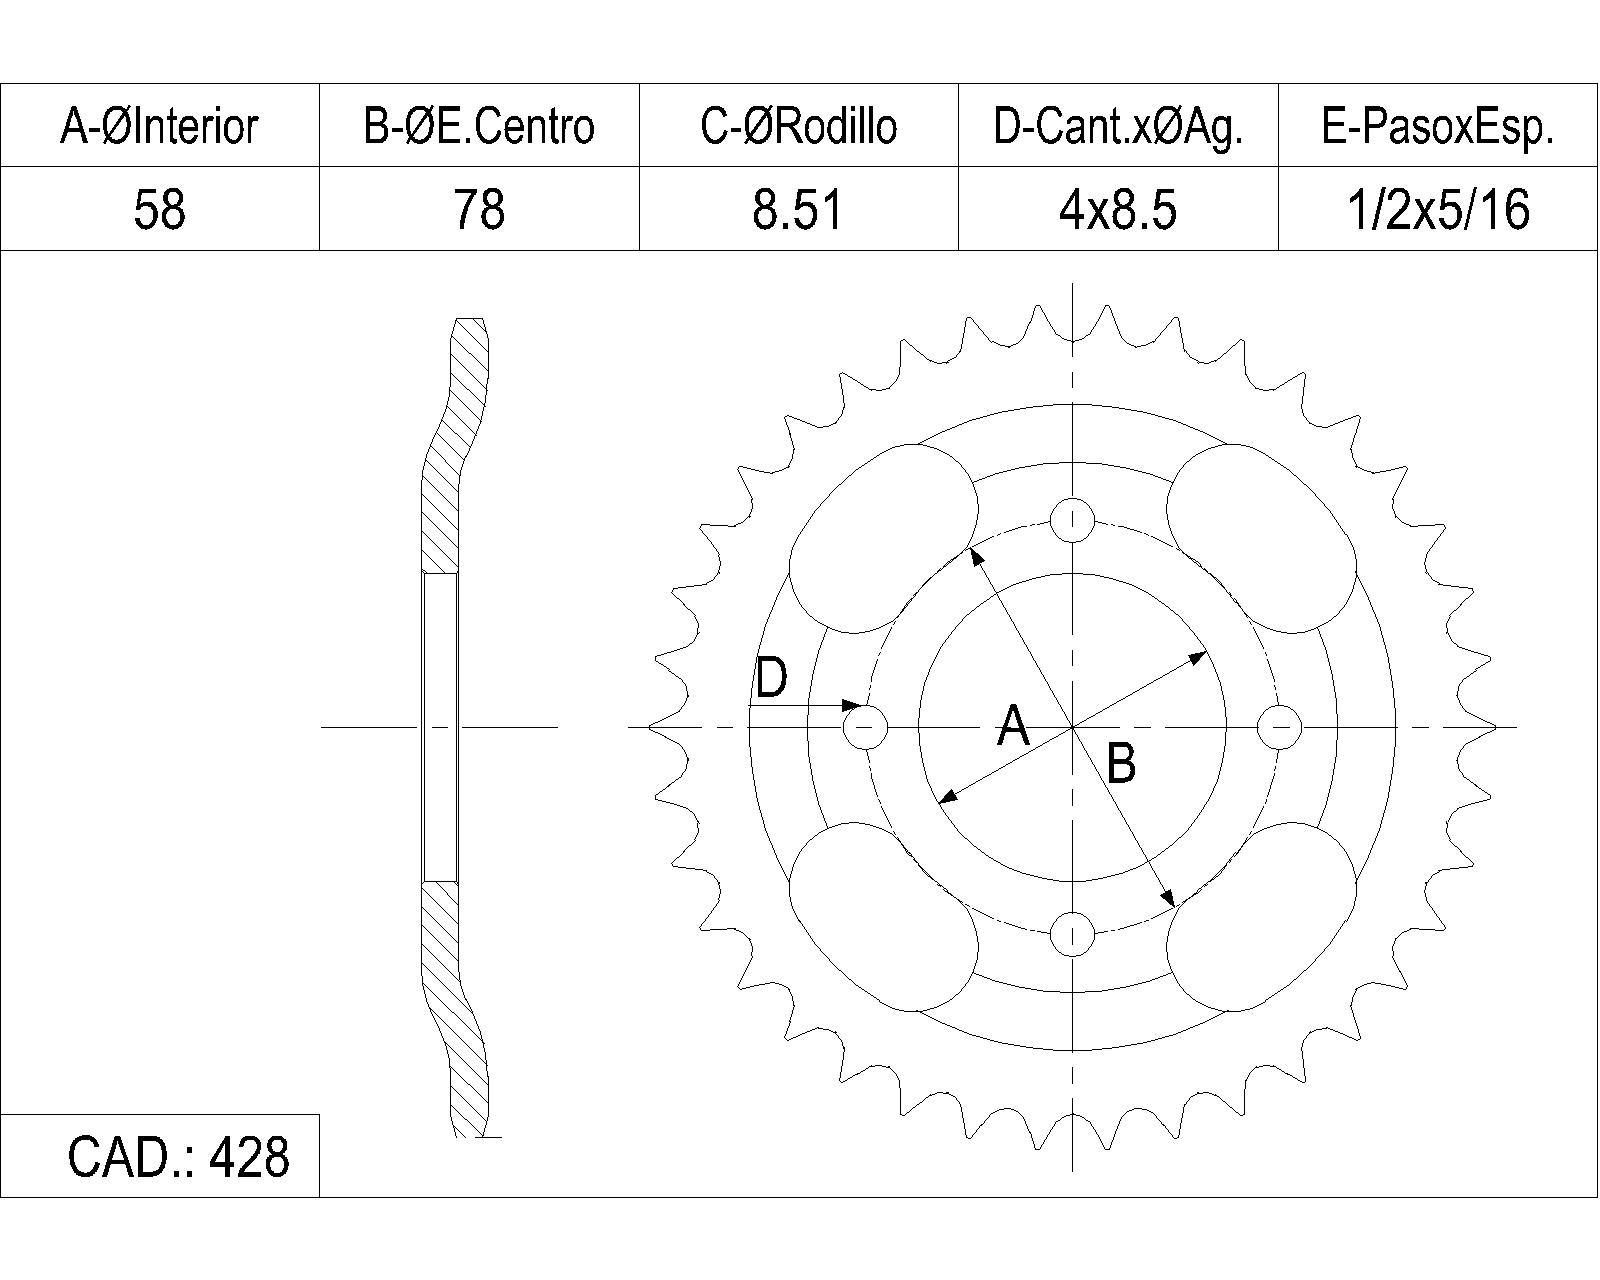 A-ØInterior B-ØE.Centro C-ØRodillo D-Cant.xØAg. E-PasoxEsp.
58 78 8.51 4x8.5 1/2x5/16
D
A
B
CAD.: 428